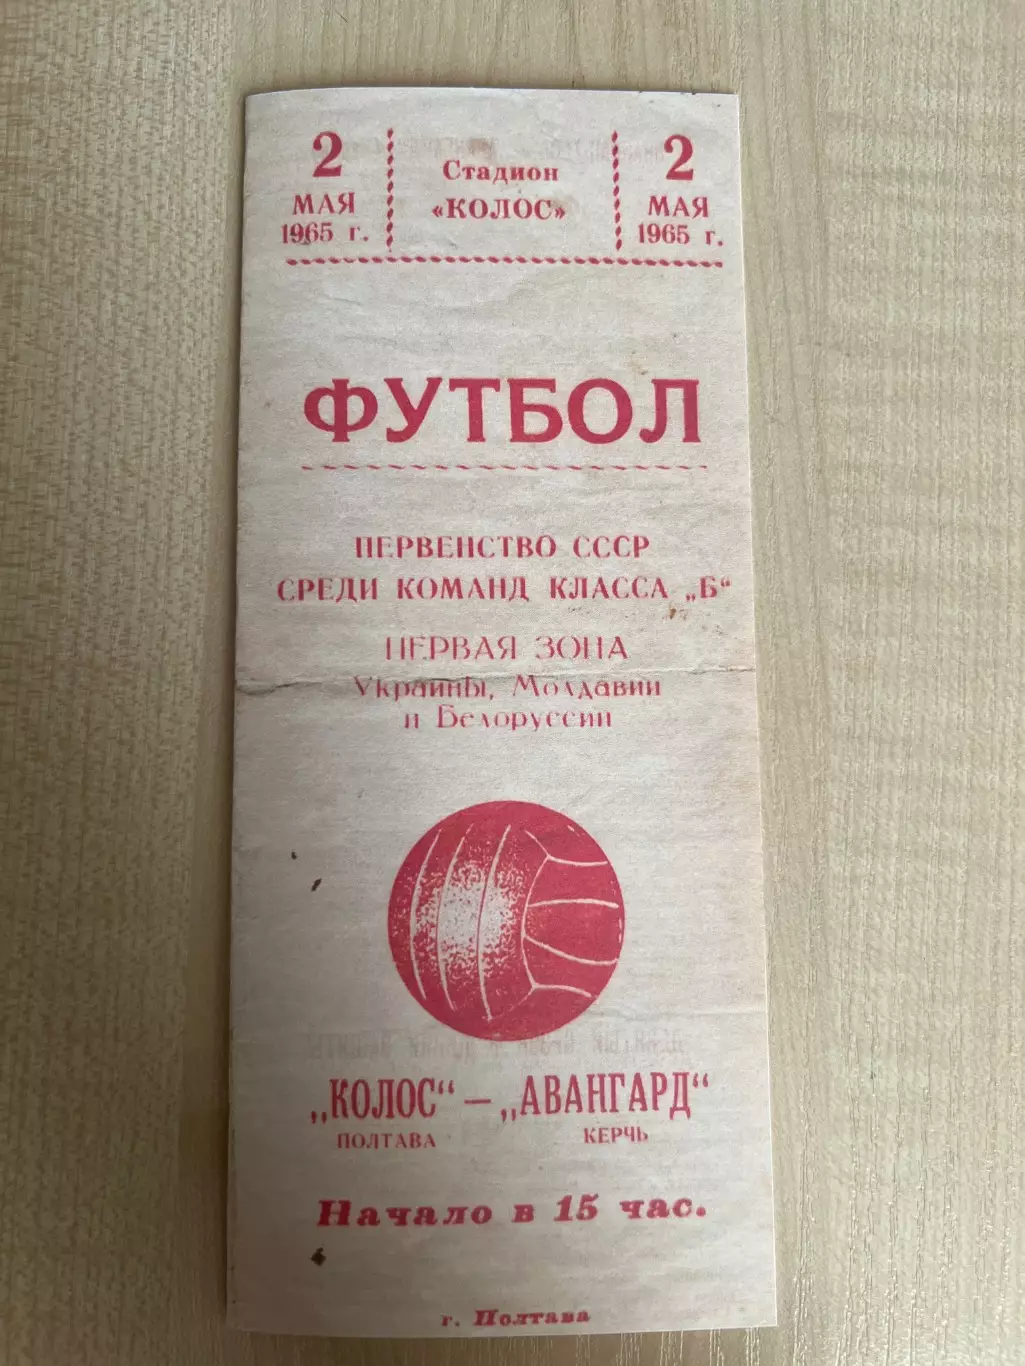 2
МАЯ
1965 г.
Стадион
«КОЛОС»
2
МАЯ
1965 г.
ФУТБОЛ
ПЕРВЕНСТВО СССР
СРЕДИ КОМАНД КЛАССА „Б“
ПЕРВАЯ ЗОНА
Украины, Молдавии
и Белоруссии
„КОЛОС“ — „АВАНГАРД“
ПОЛТАВА КЕРЧЬ
Начало в 15 час.
г. Полтава